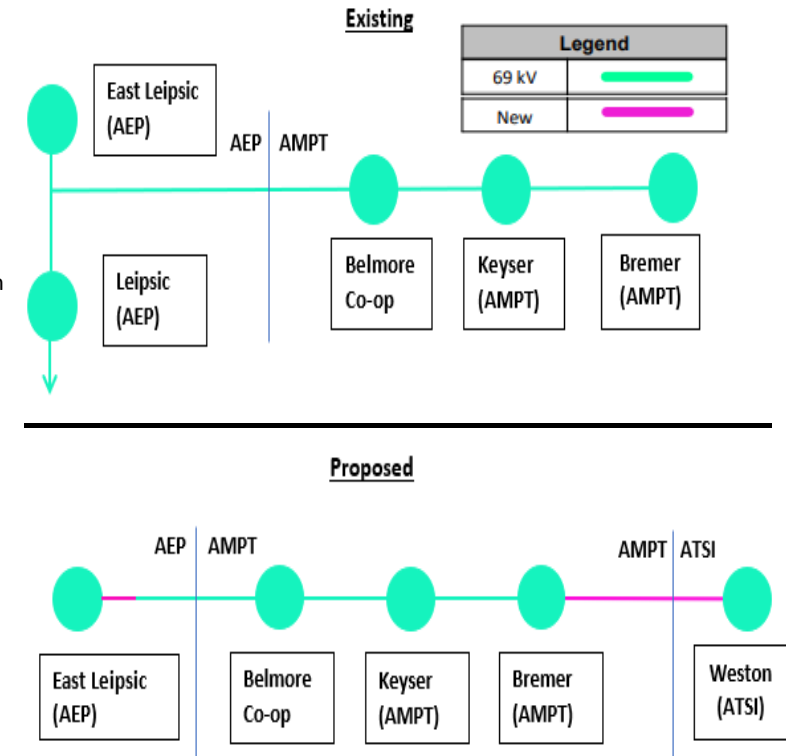 Existing
Legend
69 kV
New
East Leipsic
(AEP)
AEP AMPT
n
Leipsic
(AEP)
Belmore
Co-op
Keyser
(AMPT)
Bremer
(AMPT)
Proposed
AEP AMPT
AMPT ATSI
East Leipsic
(AEP)
Belmore
Co-op
Keyser
(AMPT)
Bremer
(AMPT)
Weston
(ATSI)